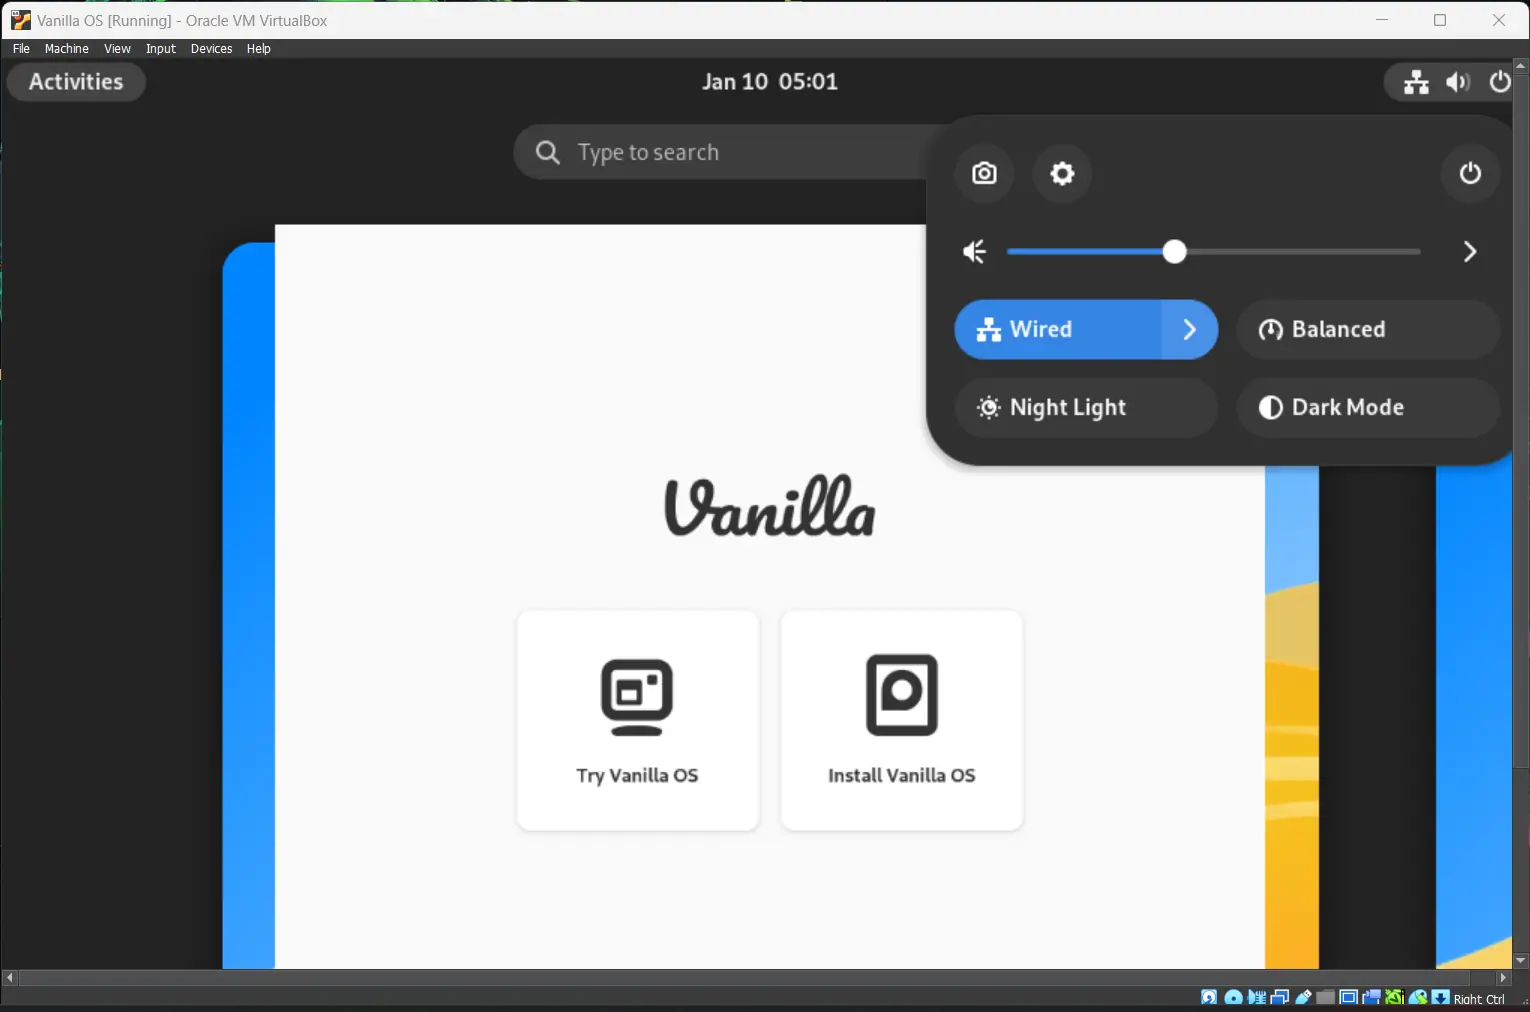 Vanilla OS [Running] - Oracle VM VirtualBox
File Machine View Input Devices Help
Activities
Jan 10 05:01
Type to search
Wired
Balanced
Night Light
Dark Mode
Vanilla
Try Vanilla OS
Install Vanilla OS
Right Ctrl